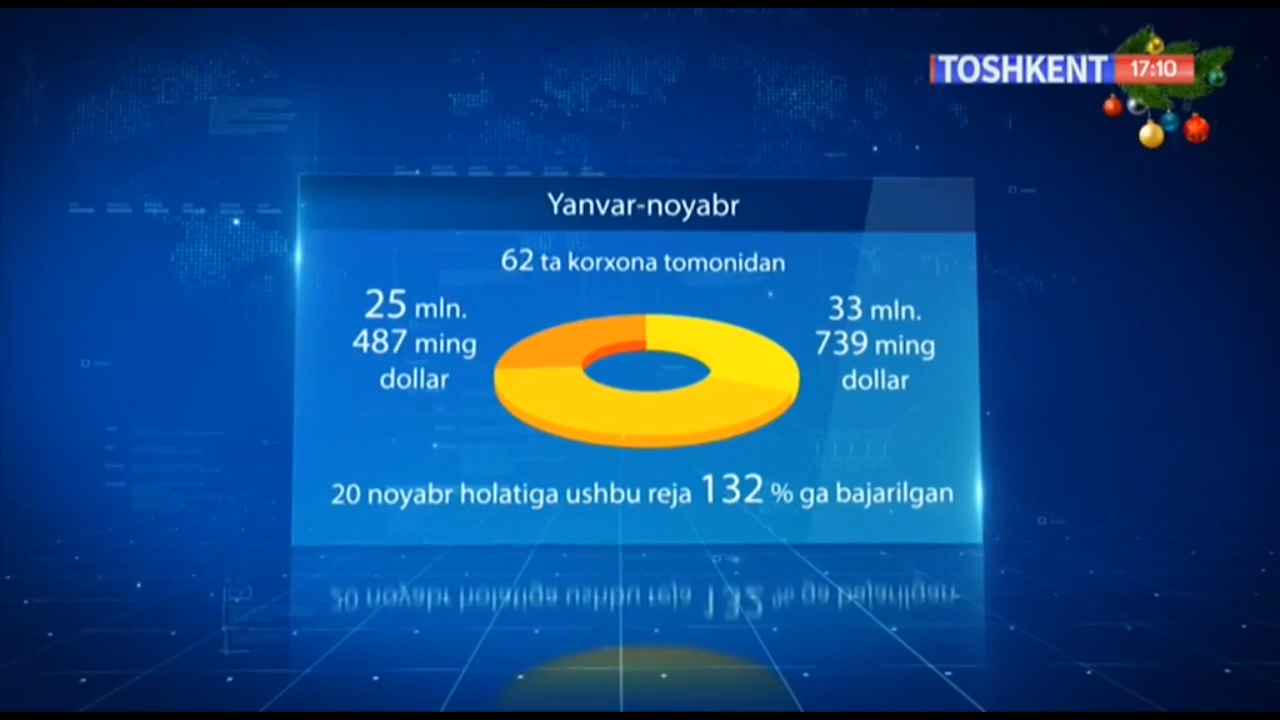 TOSHKENT 17:10
Yanvar-noyabr
62 ta korxona tomonidan
25 mln.
487 ming
dollar
33 mln.
739 ming
dollar
20 noyabr holatiga ushbu reja 132 % ga bajarilgan